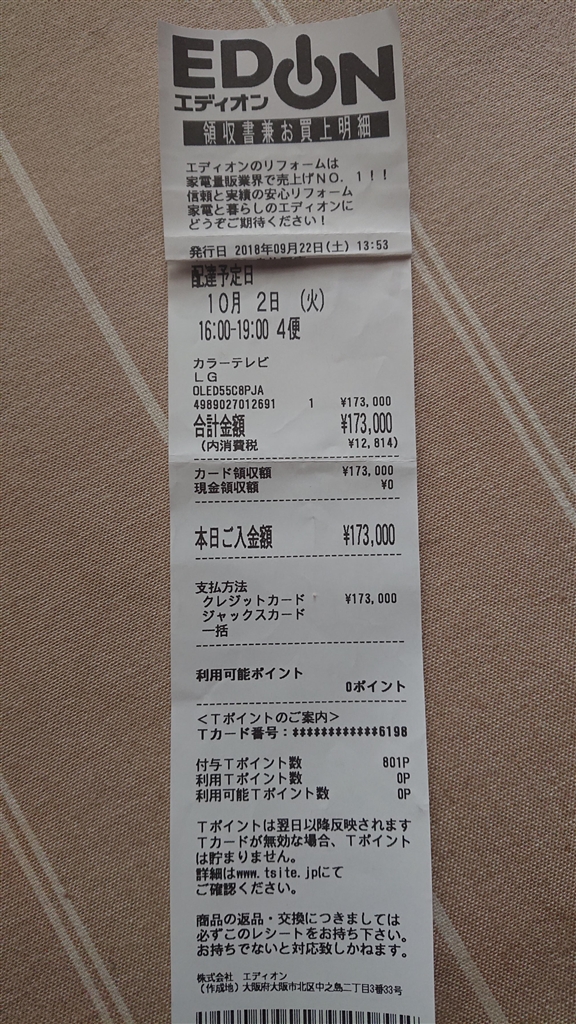 EDION
エディオン
領収書兼お買上明細
エディオンのリフォームは
家電量販業界で売上げNO.1!!!
信頼と実績の安心リフォーム
家電と暮らしのエディオンに
どうぞご期待ください!
発行日 2018年09月22日(土) 13:53
配達予定日
10月 2日 (火)
16:00-19:00 4便
カラーテレビ
LG
OLED55C8PJA
4989027012691 1 ¥173,000
合計金額 ¥173,000
(内消費税 ¥12,814)
カード領収額 ¥173,000
現金領収額 ¥0
本日ご入金額 ¥173,000
支払方法
クレジットカード ¥173,000
ジャックスカード
一括
利用可能ポイント
0ポイント
<Tポイントのご案内>
Tカード番号:************6198
付与Tポイント数 801P
利用Tポイント数 0P
利用可能Tポイント数 0P
Tポイントは翌日以降反映されます
Tカードが無効な場合、Tポイント
は貯まりません。
詳細はwww.tsite.jpにて
ご確認ください。
商品の返品・交換につきましては
必ずこのレシートをお持ち下さい。
お持ちでないと対応致しかねます。
株式会社 エディオン
(作成地)大阪府大阪市北区中之島二丁目3番33号